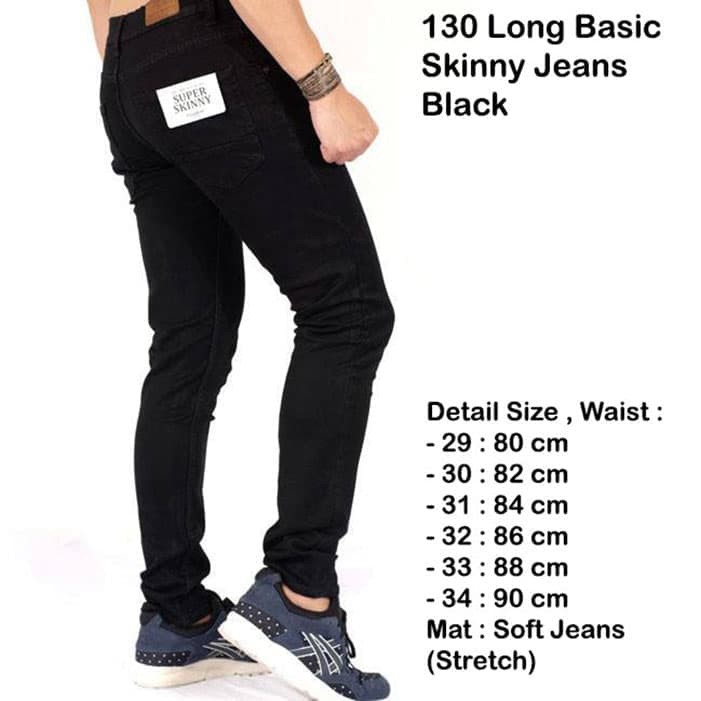 130 Long Basic
Skinny Jeans
Black
SUPER
SKINNY
Detail Size , Waist :
- 29 : 80 cm
- 30 : 82 cm
- 31 : 84 cm
- 32 : 86 cm
- 33 : 88 cm
- 34 : 90 cm
Mat : Soft Jeans
(Stretch)